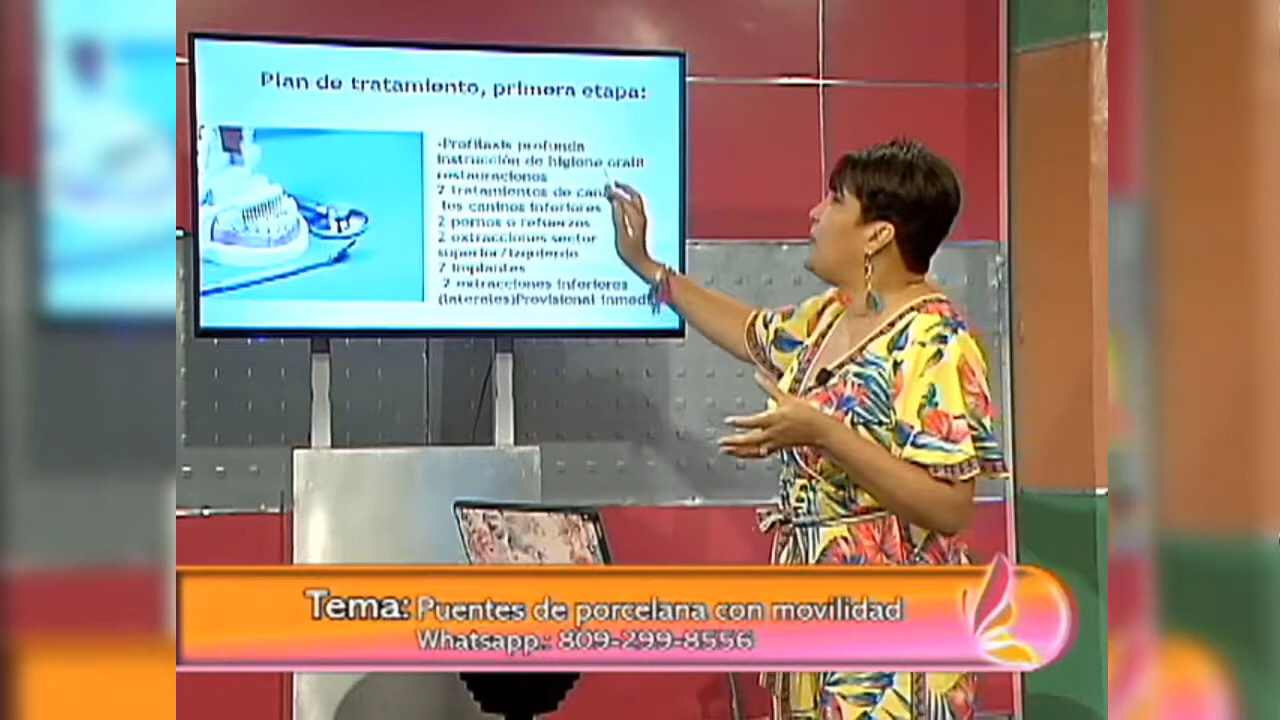 Plan de tratamiento, primera etapa:
-Profilaxis profunda
instrucción de higiene oral#
restauraciones
2 tratamientos de
los caninos inferiores
2 pernos o refuerzos
2 extracciones sector
superior/izquierdo
7 implantes
2 extracciones inferiores
(laterales)Provisional inmedi
Tema: Puentes de porcelana con movilidad
Whatsapp.: 809-299-8556